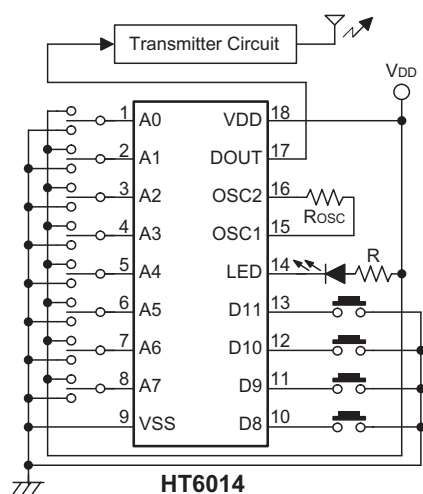 Transmitter Circuit
VDD
1 A0 VDD 18
2 A1 DOUT 17
3 A2 OSC2 16
ROSC
4 A3 OSC1 15
5 A4 LED 14 R
6 A5 D11 13
7 A6 D10 12
8 A7 D9 11
9 VSS D8 10
HT6014